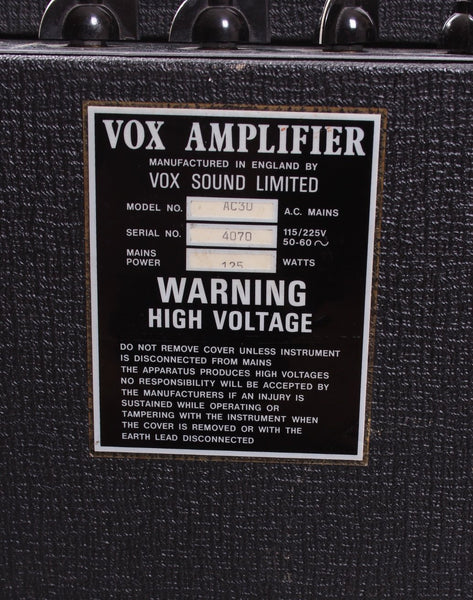 VOX AMPLIFIER
MANUFACTURED IN ENGLAND BY
VOX SOUND LIMITED
MODEL NO. AC30 A.C. MAINS
SERIAL NO. 4070 115/225V 50-60 ~
MAINS POWER 125 WATTS
WARNING
HIGH VOLTAGE
DO NOT REMOVE COVER UNLESS INSTRUMENT
IS DISCONNECTED FROM MAINS
THE APPARATUS PRODUCES HIGH VOLTAGES
NO RESPONSIBILITY WILL BE ACCEPTED BY
THE MANUFACTURERS IF AN INJURY IS
SUSTAINED WHILE OPERATING OR
TAMPERING WITH THE INSTRUMENT WHEN
THE COVER IS REMOVED OR WITH THE
EARTH LEAD DISCONNECTED